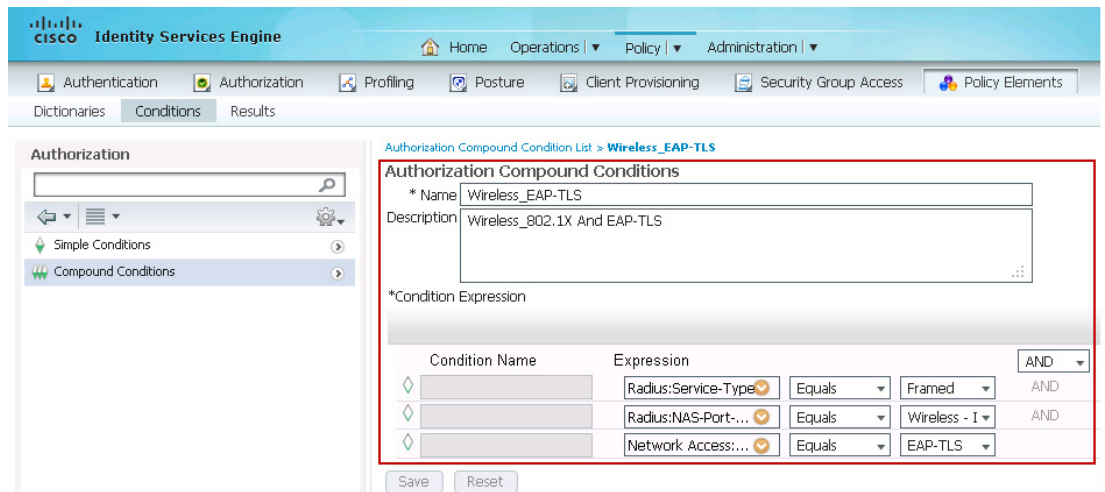 CISCO Identity Services Engine
Home Operations | Policy | Administration |
Authentication Authorization Profiling Posture Client Provisioning Security Group Access Policy Elements
Dictionaries Conditions Results
Authorization
Simple Conditions
Compound Conditions
Authorization Compound Condition List > Wireless_EAP-TLS
Authorization Compound Conditions
* Name Wireless_EAP-TLS
Description Wireless_802.1X And EAP-TLS
*Condition Expression
Condition Name Expression AND
Radius:Service-Type Equals Framed AND
Radius:NAS-Port-... Equals Wireless - I AND
Network Access:... Equals EAP-TLS
Save Reset